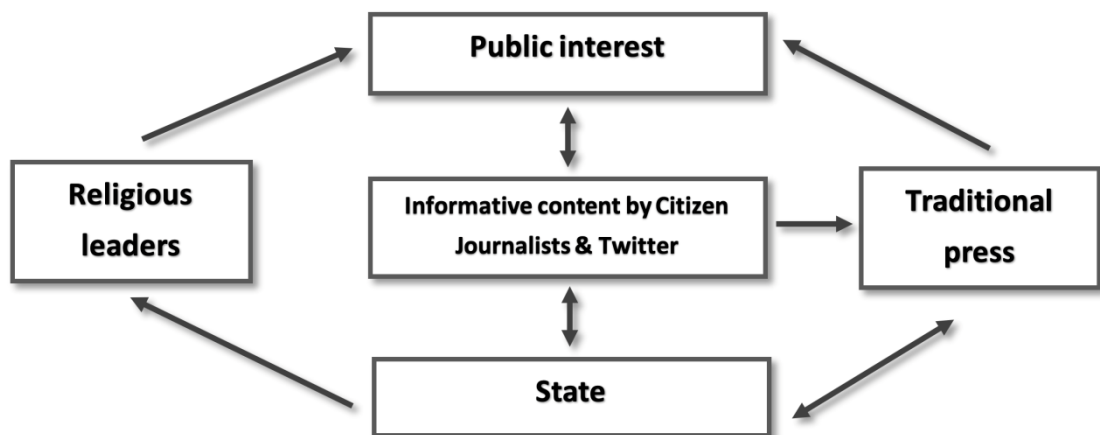 Public interest
Religious
leaders
Informative content by Citizen
Journalists & Twitter
Traditional
press
State